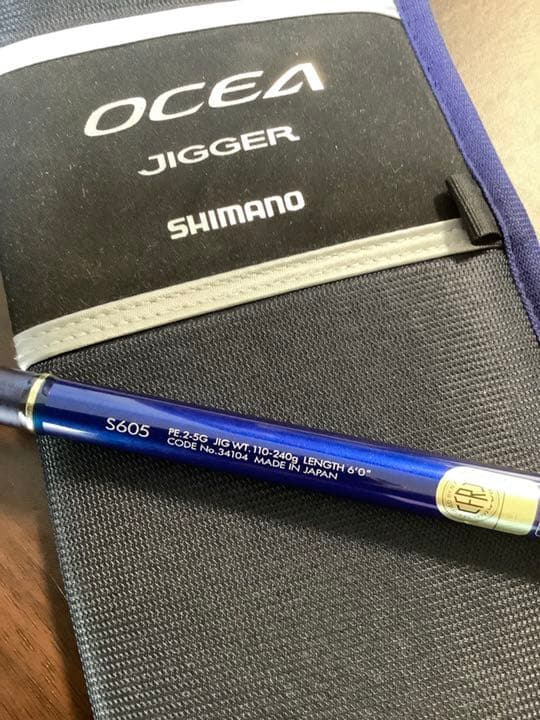 OCEA
JIGGER
SHIMANO
S605 PE 2-5G JIG WT. 110-240g LENGTH 6'0"
CODE No.34104 MADE IN JAPAN